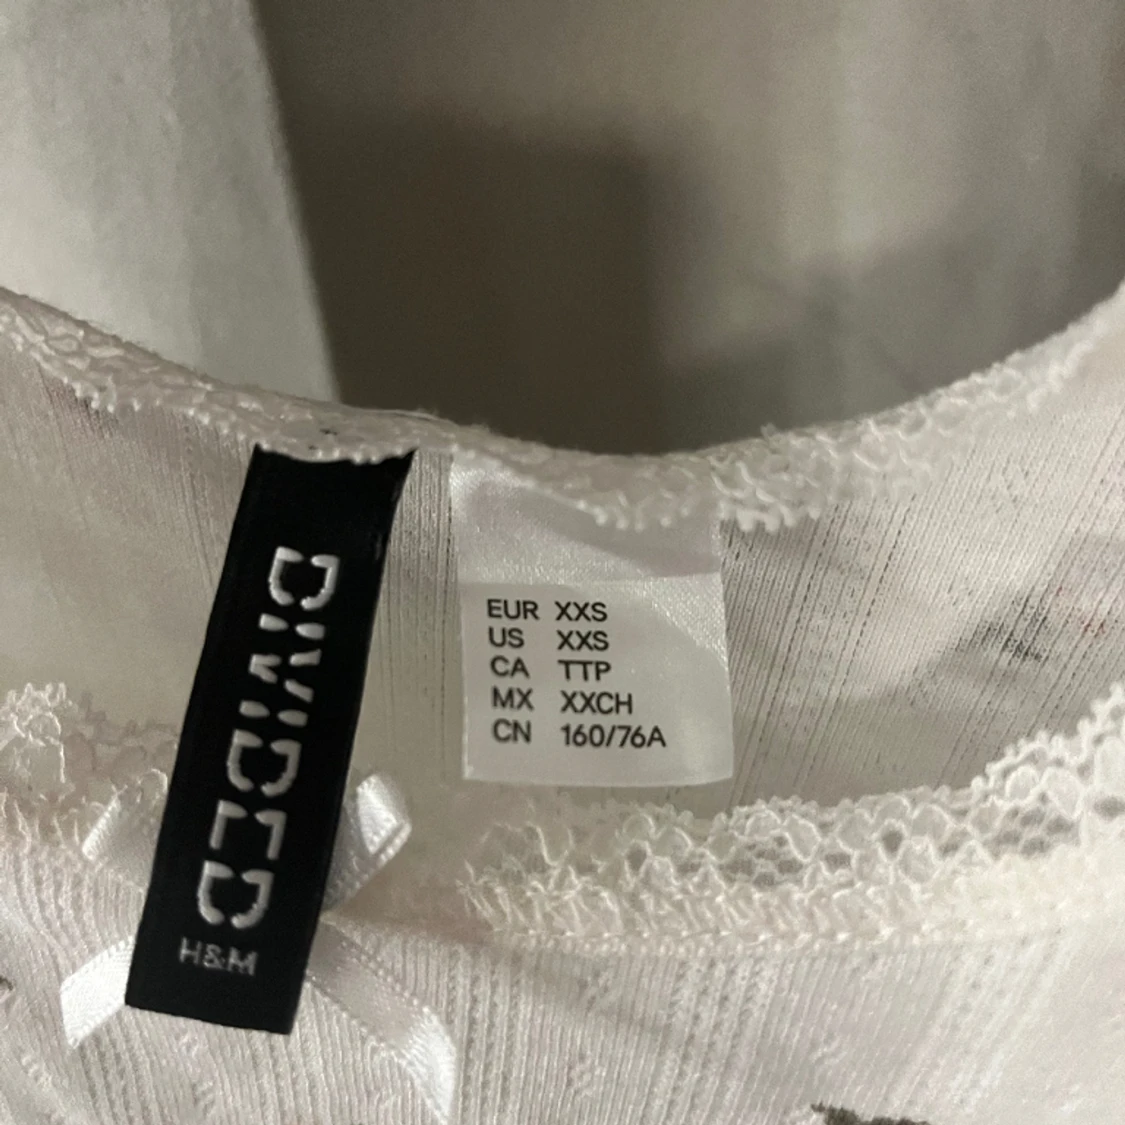 DIVIDED
H&M
EUR XXS
US XXS
CA TTP
MX XXCH
CN 160/76A